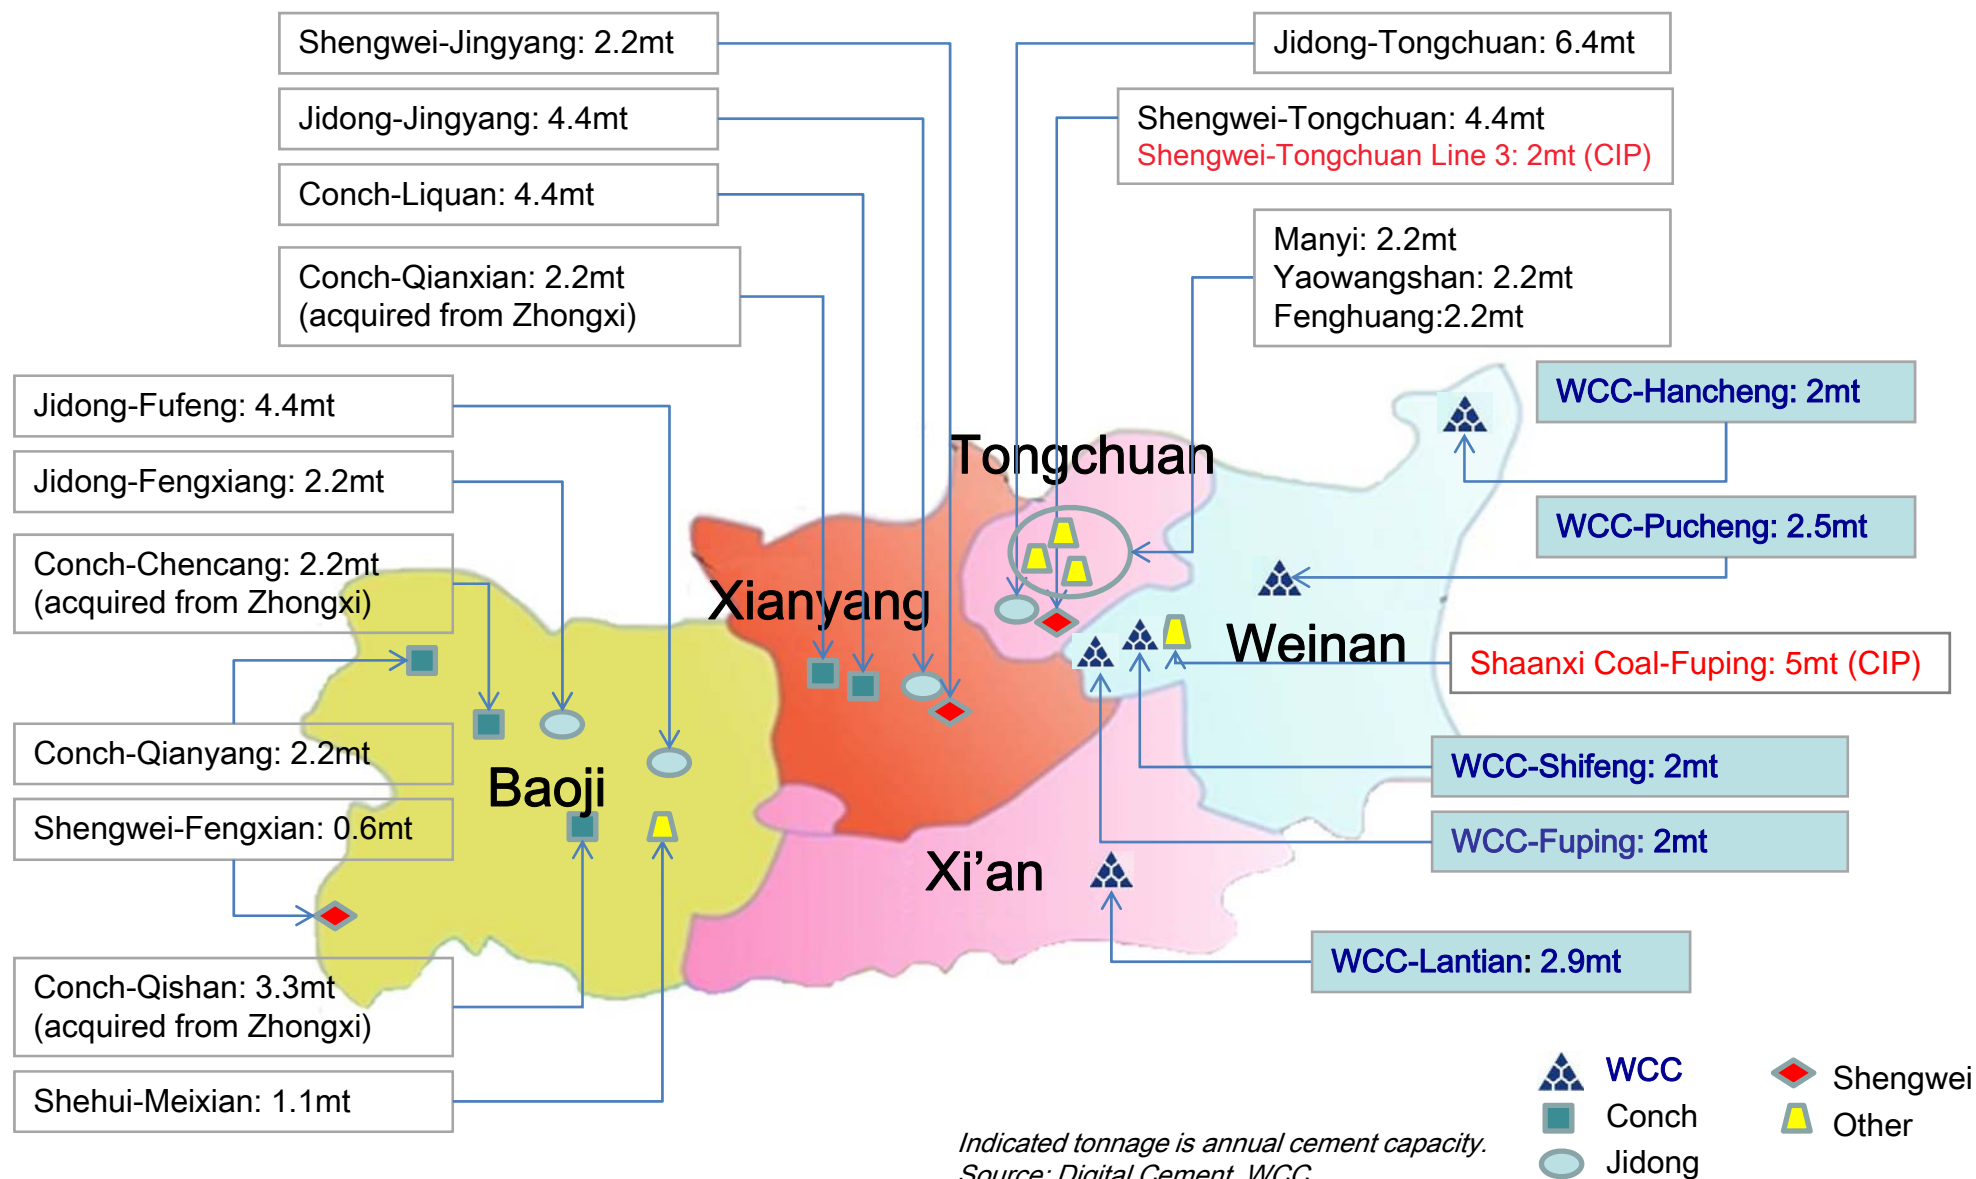 Shengwei-Jingyang: 2.2mt
Jidong-Jingyang: 4.4mt
Conch-Liquan: 4.4mt
Conch-Qianxian: 2.2mt
(acquired from Zhongxi)
Jidong-Tongchuan: 6.4mt
Shengwei-Tongchuan: 4.4mt
Shengwei-Tongchuan Line 3: 2mt (CIP)
Manyi: 2.2mt
Yaowangshan: 2.2mt
Fenghuang:2.2mt
Jidong-Fufeng: 4.4mt
Jidong-Fengxiang: 2.2mt
Conch-Chencang: 2.2mt
(acquired from Zhongxi)
Conch-Qianyang: 2.2mt
Shengwei-Fengxian: 0.6mt
Conch-Qishan: 3.3mt
(acquired from Zhongxi)
Shehui-Meixian: 1.1mt
Tongchuan
Xianyang
Weinan
Baoji
Xi’an
WCC-Hancheng: 2mt
WCC-Pucheng: 2.5mt
Shaanxi Coal-Fuping: 5mt (CIP)
WCC-Shifeng: 2mt
WCC-Fuping: 2mt
WCC-Lantian: 2.9mt
WCC
Conch
Jidong
Shengwei
Other
Indicated tonnage is annual cement capacity.
Source: Digital Cement, WCC